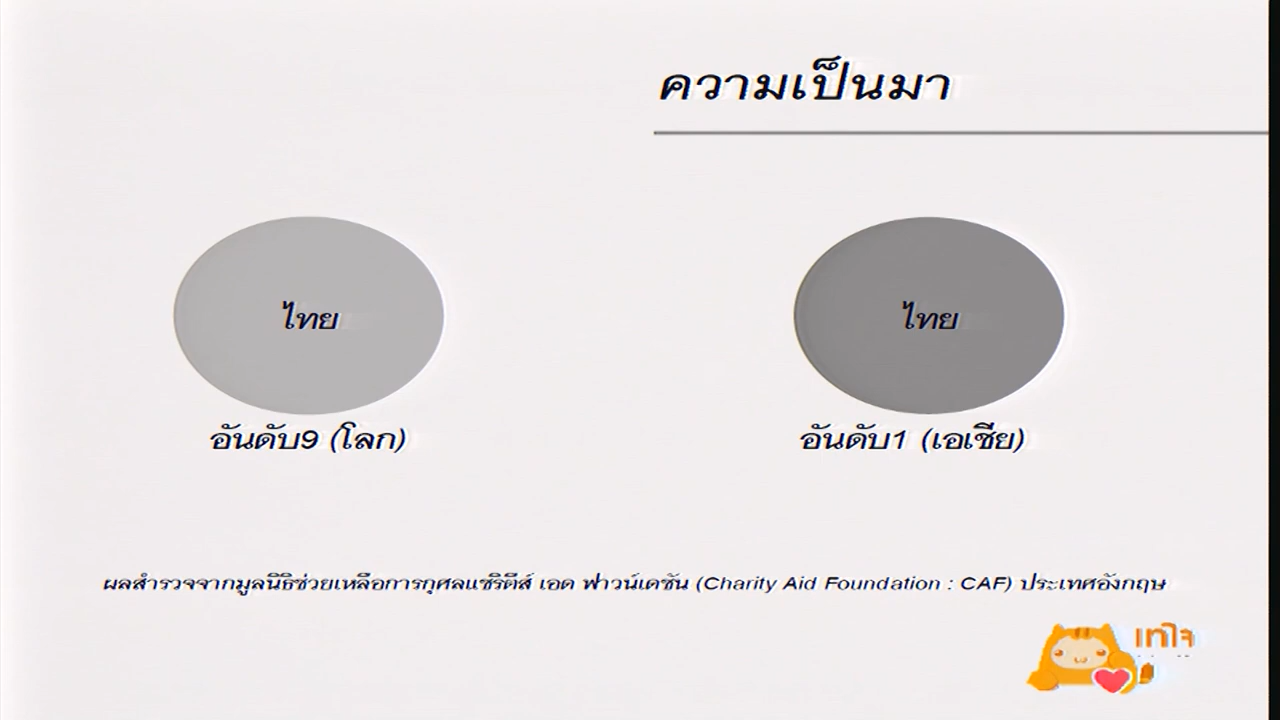 ความเป็นมา
ไทย
ไทย
อันดับ9 (โลก)
อันดับ1 (เอเชีย)
ผลสำรวจจากมูลนิธิช่วยเหลือการกุศลแชริตีส์ เอด ฟาวน์เดชัน (Charity Aid Foundation : CAF) ประเทศอังกฤษ
เทใจ